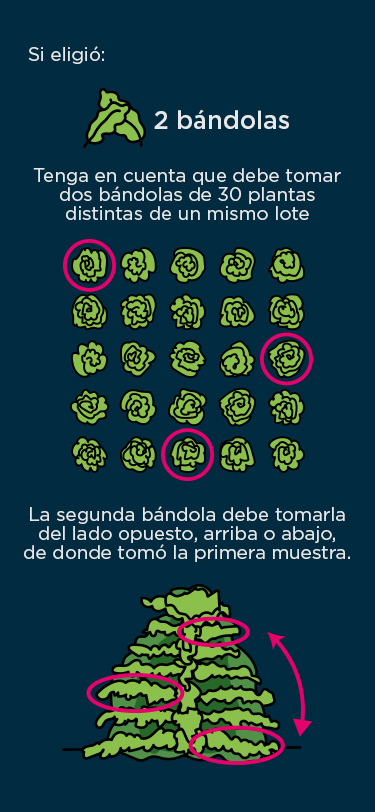 Si eligió:
2 bándolas
Tenga en cuenta que debe tomar
dos bándolas de 30 plantas
distintas de un mismo lote
La segunda bándola debe tomarla
del lado opuesto, arriba o abajo,
de donde tomó la primera muestra.